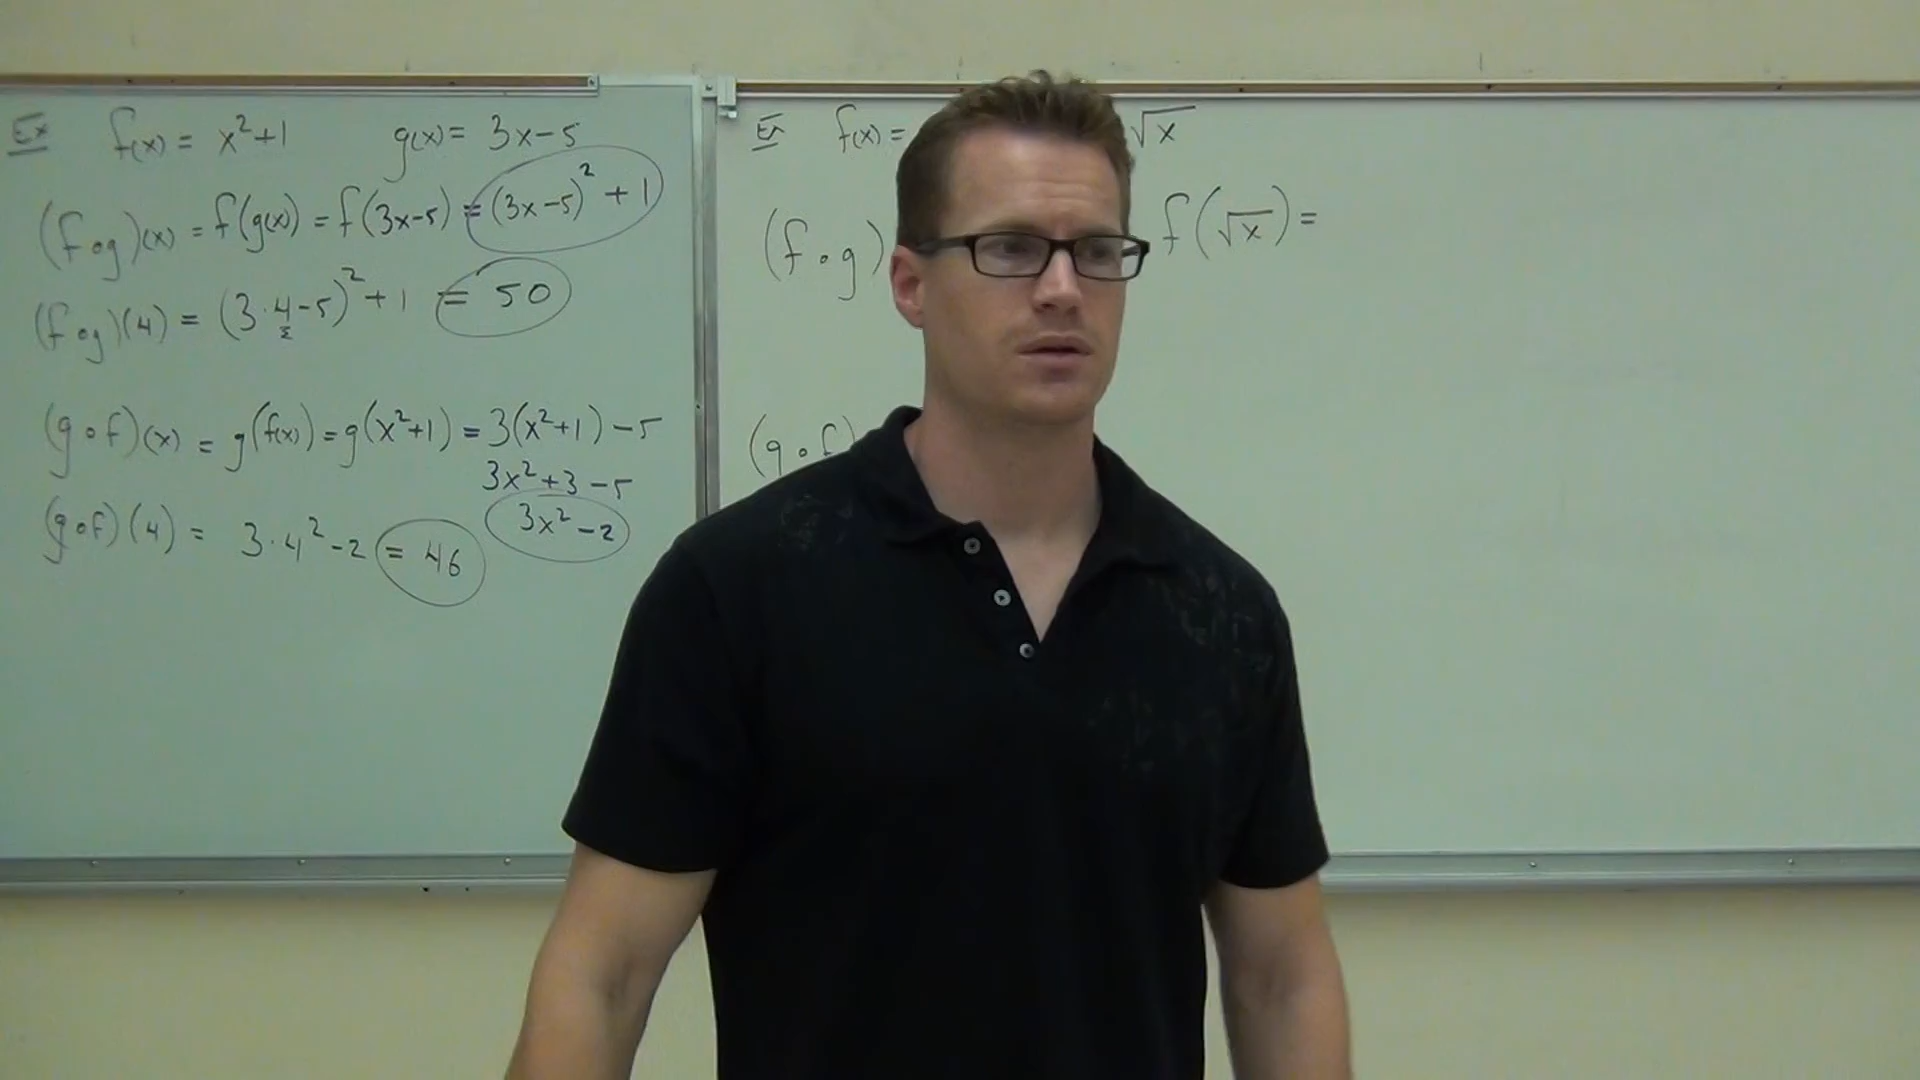 Ex f(x) = x²+1 g(x) = 3x-5
(f∘g)(x) = f(g(x)) = f(3x-5) = (3x-5)² + 1
(f∘g)(4) = (3·4-5)² + 1 = 50
(g∘f)(x) = g(f(x)) = g(x²+1) = 3(x²+1) - 5
3x²+3-5
3x²-2
(g∘f)(4) = 3·4²-2 = 46
Ex f(x) = √x
(f∘g) f(√x) =
(g∘f)